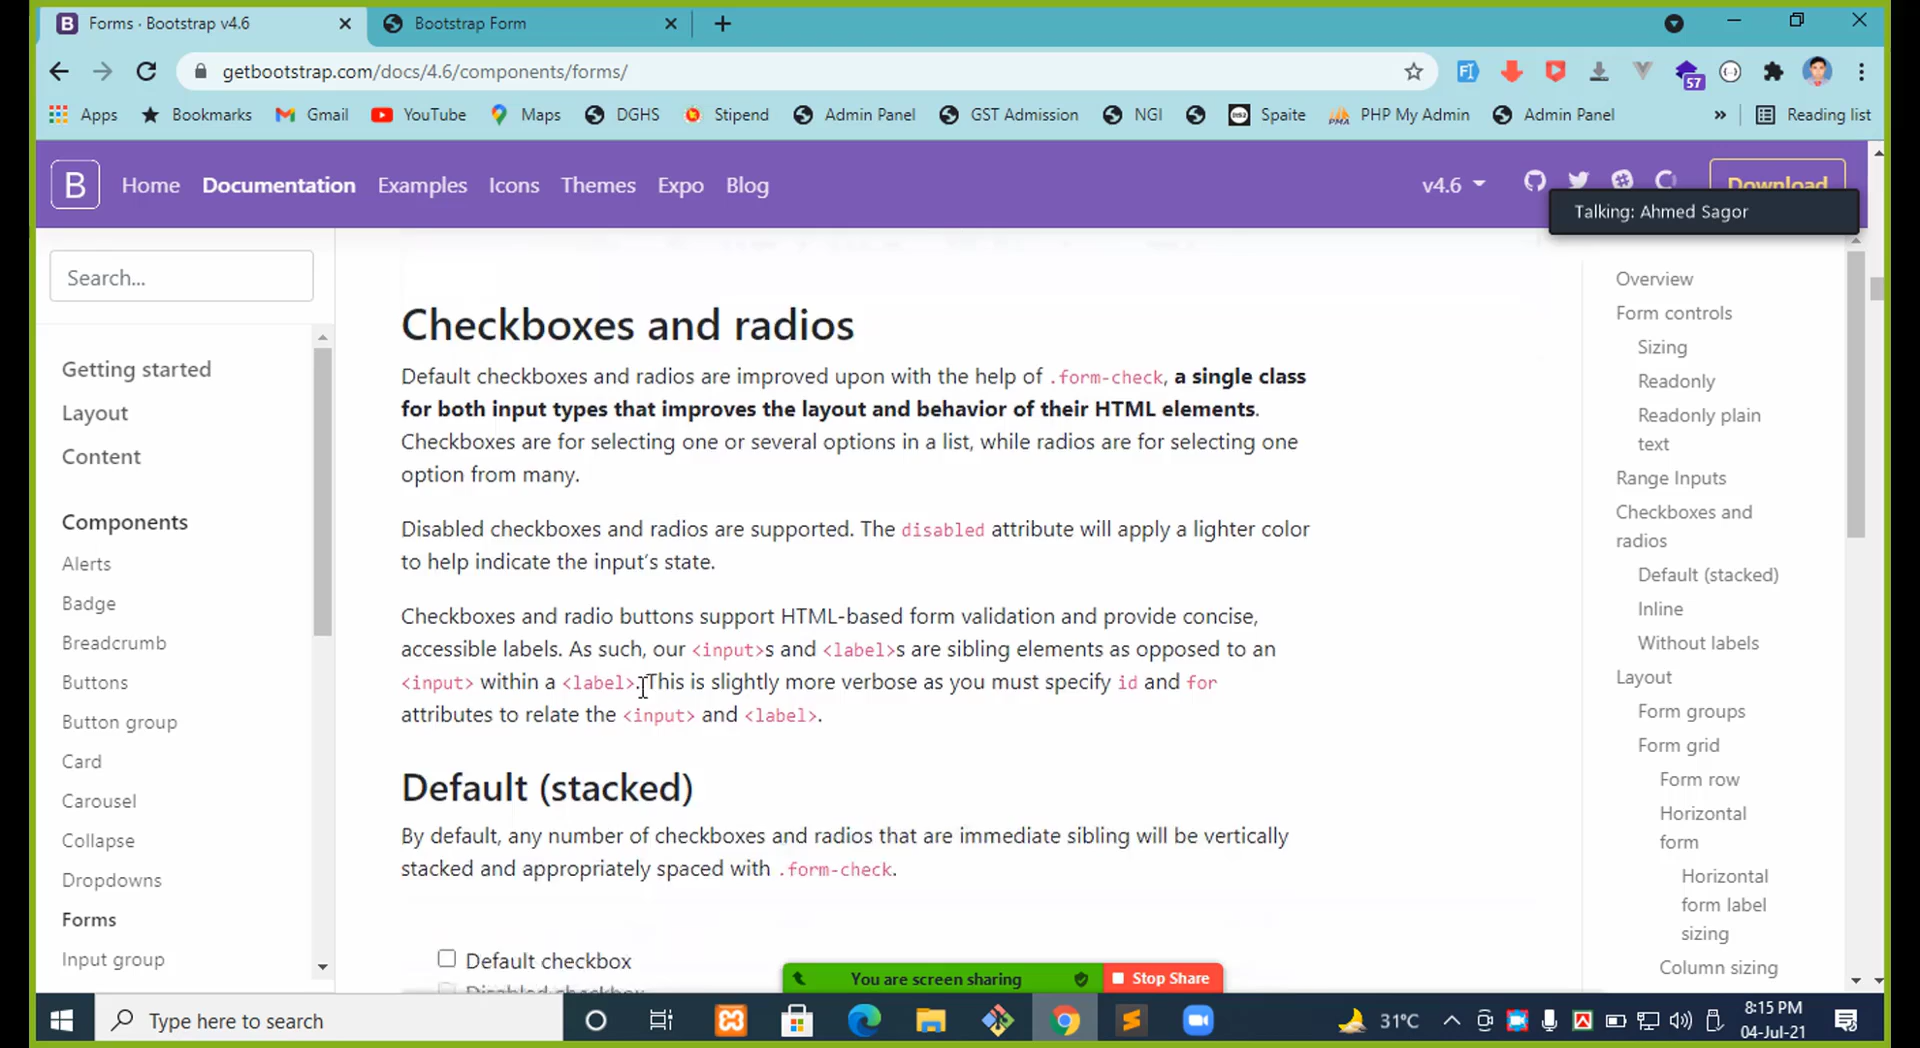 Forms · Bootstrap v4.6
Bootstrap Form
getbootstrap.com/docs/4.6/components/forms/
57
Apps Bookmarks Gmail YouTube Maps DGHS Stipend Admin Panel GST Admission NGI Spaite PHP My Admin Admin Panel » Reading list
B Home Documentation Examples Icons Themes Expo Blog v4.6 Download
Talking: Ahmed Sagor
Search...
Getting started
Layout
Content
Components
Alerts
Badge
Breadcrumb
Buttons
Button group
Card
Carousel
Collapse
Dropdowns
Forms
Input group
Checkboxes and radios
Default checkboxes and radios are improved upon with the help of .form-check, a single class
for both input types that improves the layout and behavior of their HTML elements.
Checkboxes are for selecting one or several options in a list, while radios are for selecting one
option from many.
Disabled checkboxes and radios are supported. The disabled attribute will apply a lighter color
to help indicate the input's state.
Checkboxes and radio buttons support HTML-based form validation and provide concise,
accessible labels. As such, our <input>s and <label>s are sibling elements as opposed to an
<input> within a <label>. This is slightly more verbose as you must specify id and for
attributes to relate the <input> and <label>.
Default (stacked)
By default, any number of checkboxes and radios that are immediate sibling will be vertically
stacked and appropriately spaced with .form-check.
Default checkbox
Disabled checkbox
Overview
Form controls
Sizing
Readonly
Readonly plain
text
Range Inputs
Checkboxes and
radios
Default (stacked)
Inline
Without labels
Layout
Form groups
Form grid
Form row
Horizontal
form
Horizontal
form label
sizing
Column sizing
You are screen sharing Stop Share
Type here to search
31°C
8:15 PM
04-Jul-21